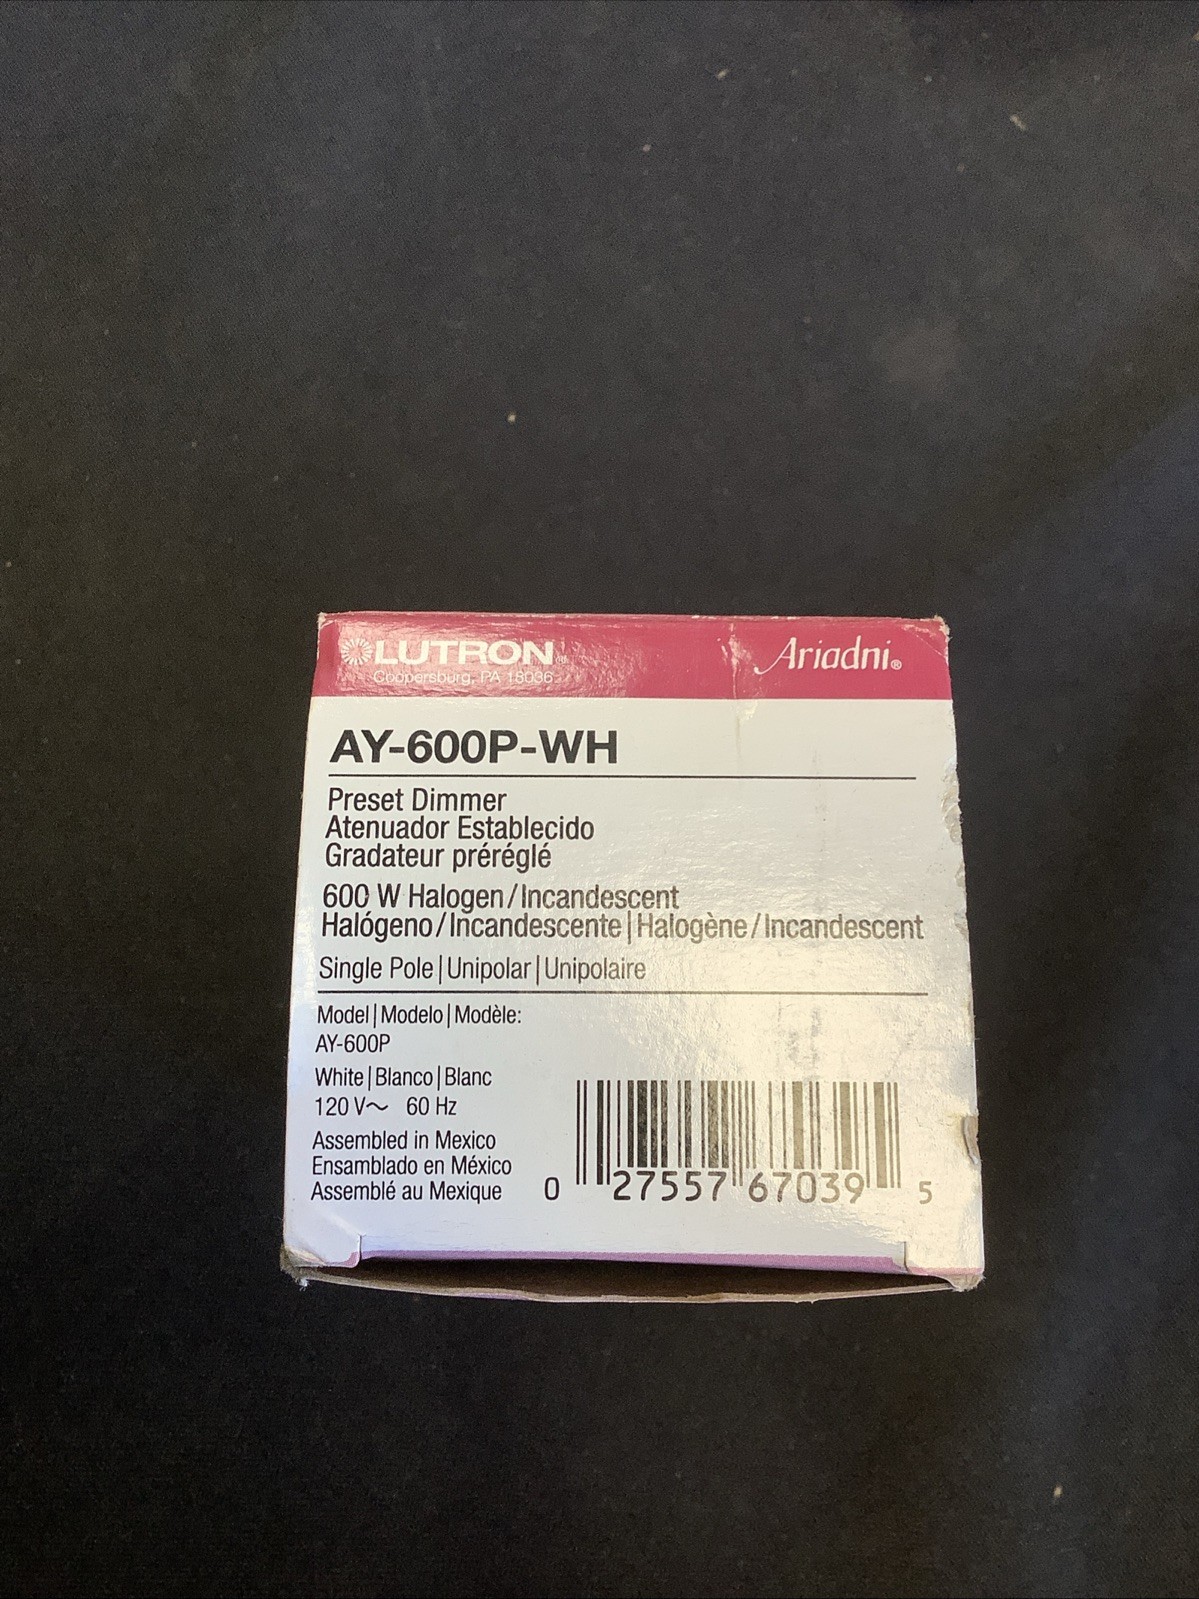 LUTRON® Ariadni®
Coopersburg, PA 18036
AY-600P-WH
Preset Dimmer
Atenuador Establecido
Gradateur préréglé
600 W Halogen/Incandescent
Halógeno/Incandescente|Halogène/Incandescent
Single Pole|Unipolar|Unipolaire
Model|Modelo|Modèle:
AY-600P
White|Blanco|Blanc
120 V~ 60 Hz
Assembled in Mexico
Ensamblado en México
Assemblé au Mexique
0 27557 67039 5